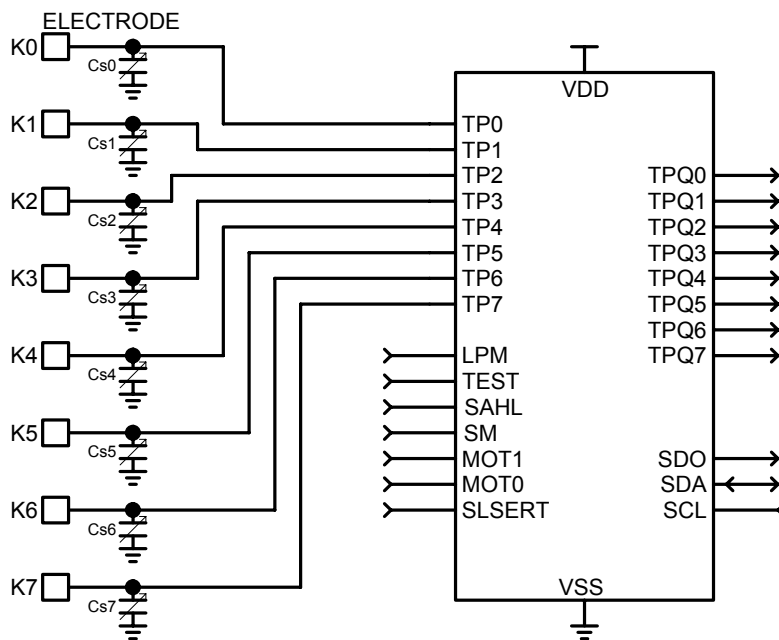 ELECTRODE
K0
Cs0
K1
Cs1
K2
Cs2
K3
Cs3
K4
Cs4
K5
Cs5
K6
Cs6
K7
Cs7
VDD
TP0
TP1
TP2
TP3
TP4
TP5
TP6
TP7
LPM
TEST
SAHL
SM
MOT1
MOT0
SLSERT
TPQ0
TPQ1
TPQ2
TPQ3
TPQ4
TPQ5
TPQ6
TPQ7
SDO
SDA
SCL
VSS